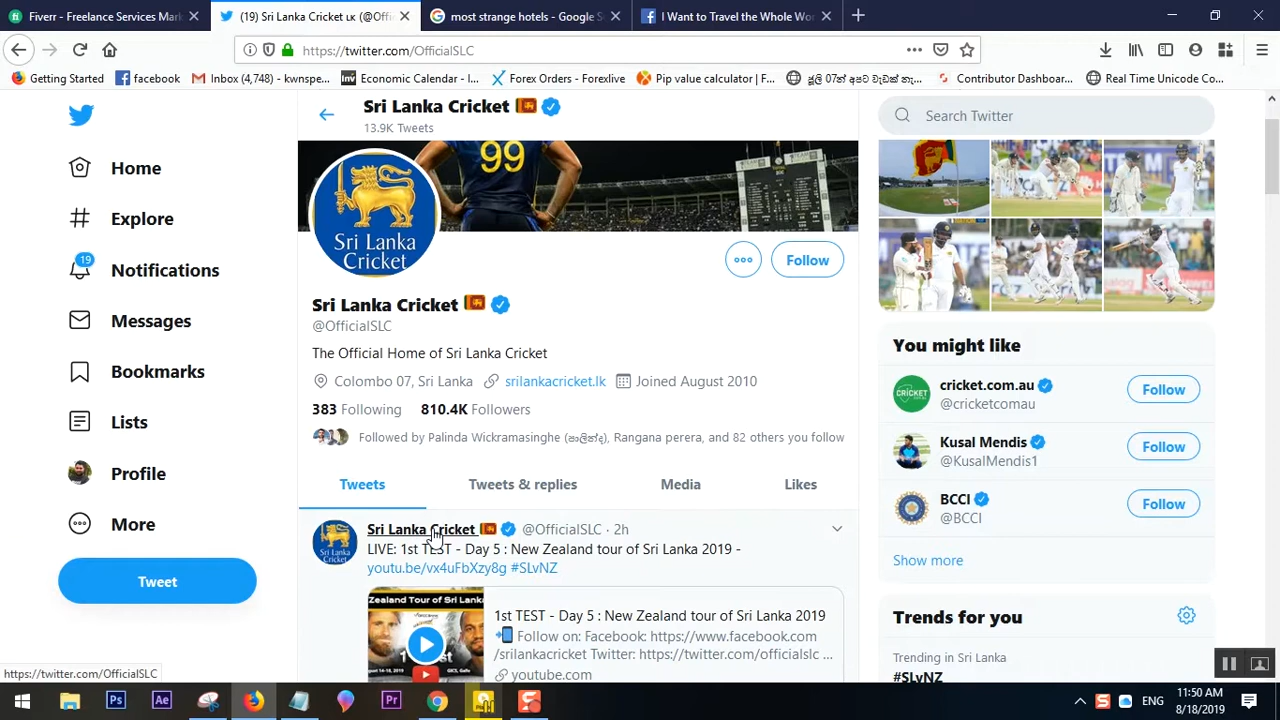 Fiverr - Freelance Services Mark
(19) Sri Lanka Cricket LK (@Offi
most strange hotels - Google S
I Want to Travel the Whole Wo
https://twitter.com/OfficialSLC
Getting Started
facebook
Inbox (4,748) - kwnspe...
Economic Calendar - I...
Forex Orders - Forexlive
Pip value calculator | F...
ජූලි 07ත් අපට වැඩක් නැ...
Contributor Dashboar...
Real Time Unicode Co...
Home
Explore
19
Notifications
Messages
Bookmarks
Lists
Profile
More
Tweet
Sri Lanka Cricket
13.9K Tweets
99
Sri Lanka
Cricket
Follow
Sri Lanka Cricket
@OfficialSLC
The Official Home of Sri Lanka Cricket
Colombo 07, Sri Lanka srilankacricket.lk Joined August 2010
383 Following 810.4K Followers
Followed by Palinda Wickramasinghe (පාලින්ද), Rangana perera, and 82 others you follow
Tweets Tweets & replies Media Likes
Sri Lanka Cricket @OfficialSLC · 2h
LIVE: 1st TEST - Day 5 : New Zealand tour of Sri Lanka 2019 -
youtu.be/vx4uFbXzy8g #SLvNZ
Zealand Tour of Sri Lanka
1st TEST - Day 5 : New Zealand tour of Sri Lanka 2019
Follow on: Facebook: https://www.facebook.com
/srilankacricket Twitter: https://twitter.com/officialslc ...
youtube.com
Search Twitter
You might like
CRICKET
cricket.com.au
@cricketcomau
Follow
Kusal Mendis
@KusalMendis1
Follow
BCCI
@BCCI
Follow
Show more
Trends for you
Trending in Sri Lanka
#SLvNZ
https://twitter.com/OfficialSLC
Ps
Ae
Pr
ENG
11:50 AM
8/18/2019